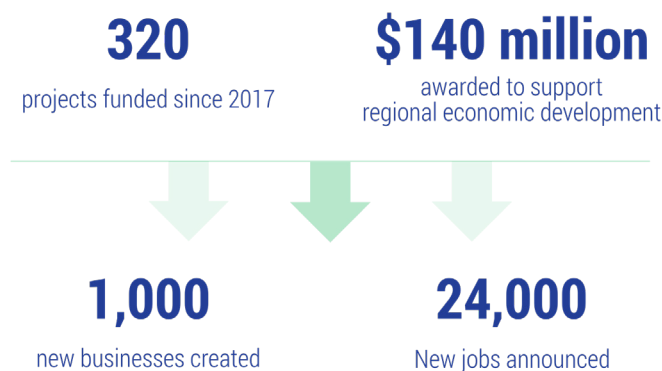 320
projects funded since 2017
$140 million
awarded to support
regional economic development
1,000
new businesses created
24,000
New jobs announced